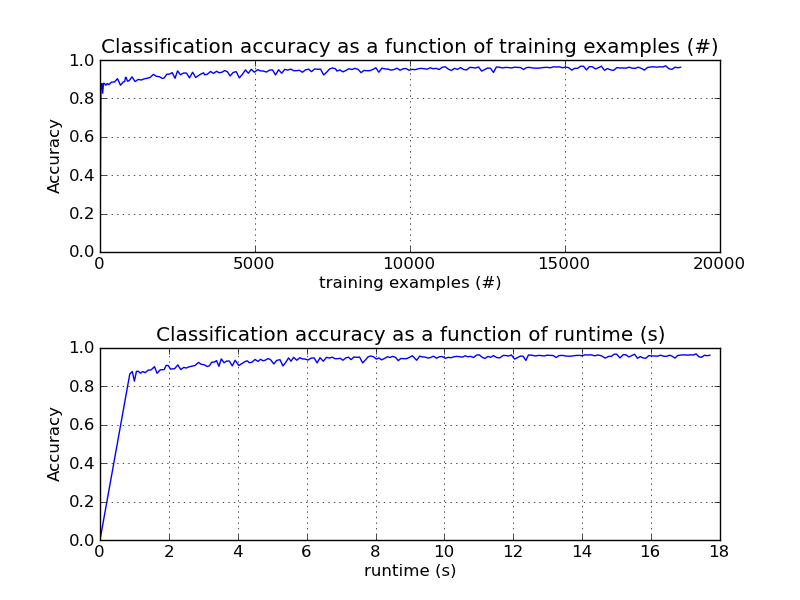 Classification accuracy as a function of training examples (#)
1.0
0.8
0.6
0.4
0.2
0.0
Accuracy
0 5000 10000 15000 20000
training examples (#)
Classification accuracy as a function of runtime (s)
1.0
0.8
0.6
0.4
0.2
0.0
Accuracy
0 2 4 6 8 10 12 14 16 18
runtime (s)